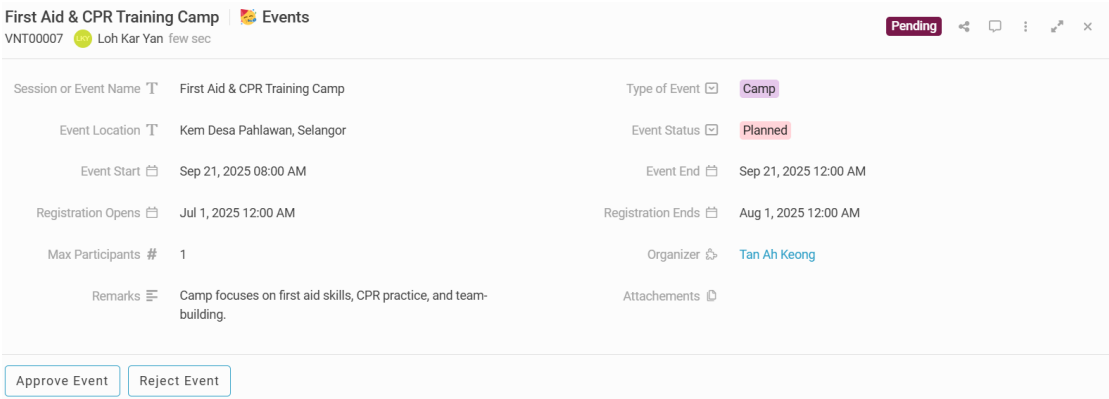 First Aid & CPR Training Camp Events
VNT00007 LKY Loh Kar Yan few sec
Pending
Session or Event Name First Aid & CPR Training Camp
Type of Event Camp
Event Location Kem Desa Pahlawan, Selangor
Event Status Planned
Event Start Sep 21, 2025 08:00 AM
Event End Sep 21, 2025 12:00 AM
Registration Opens Jul 1, 2025 12:00 AM
Registration Ends Aug 1, 2025 12:00 AM
Max Participants # 1
Organizer Tan Ah Keong
Remarks Camp focuses on first aid skills, CPR practice, and team-
building.
Attachements
Approve Event Reject Event